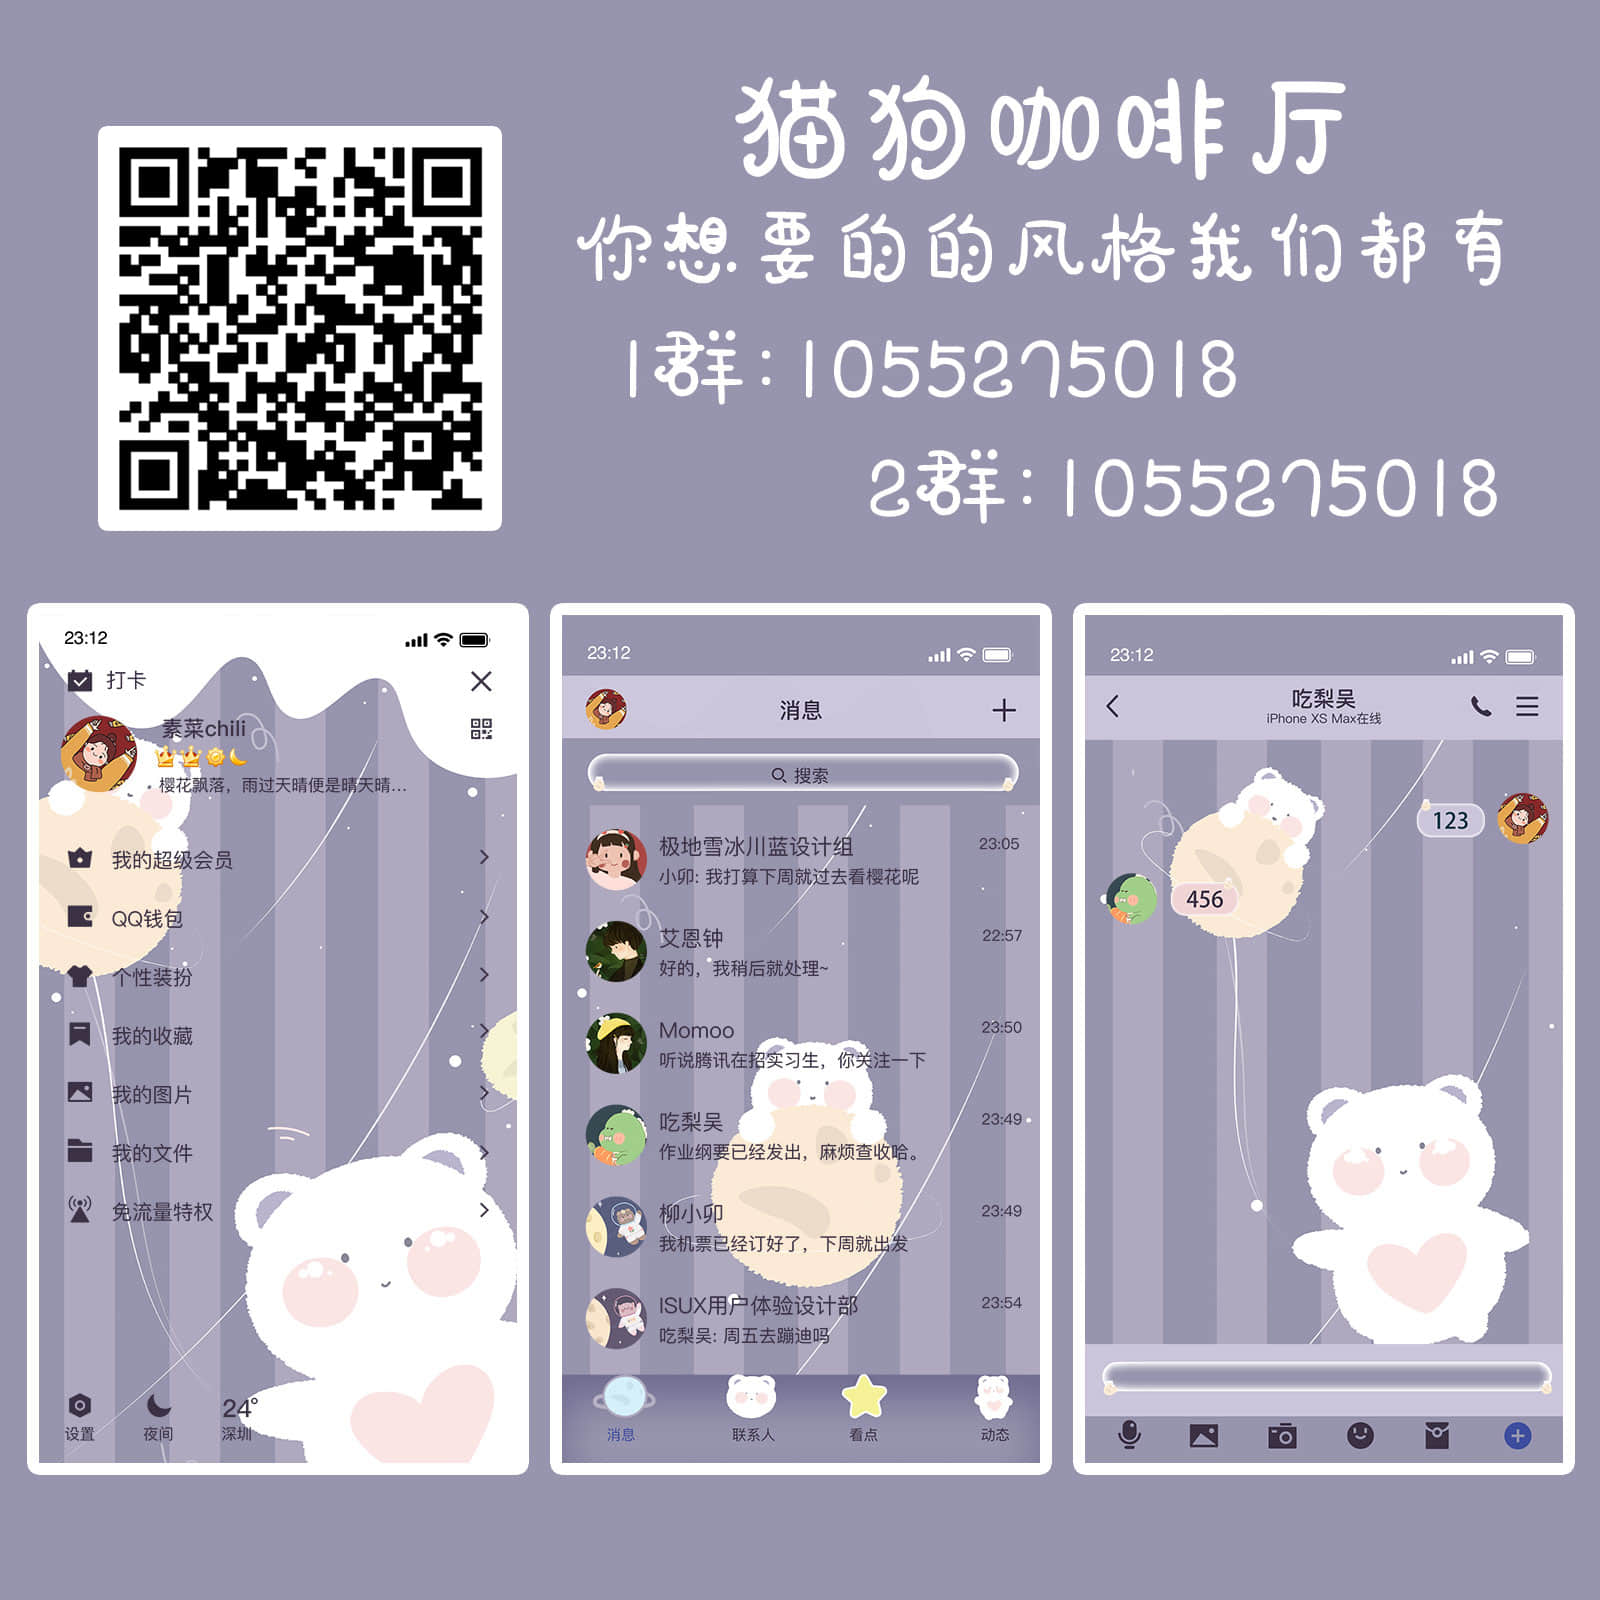 猫狗咖啡厅
你想要的的风格我们都有
1群:1055275018
2群:1055275018
23:12
打卡
素菜chili
樱花飘落，雨过天晴便是晴天晴...
我的超级会员
QQ钱包
个性装扮
我的收藏
我的图片
我的文件
免流量特权
24°
设置 夜间 深圳
23:12
消息
搜索
极地雪冰川蓝设计组 23:05
小卯: 我打算下周就过去看樱花呢
艾恩钟 22:57
好的，我稍后就处理~
Momoo 23:50
听说腾讯在招实习生，你关注一下
吃梨吴 23:49
作业纲要已经发出，麻烦查收哈。
柳小卯 23:49
我机票已经订好了，下周就出发
ISUX用户体验设计部 23:54
吃梨吴: 周五去蹦迪吗
消息 联系人 看点 动态
23:12
吃梨吴
iPhone XS Max在线
123
456